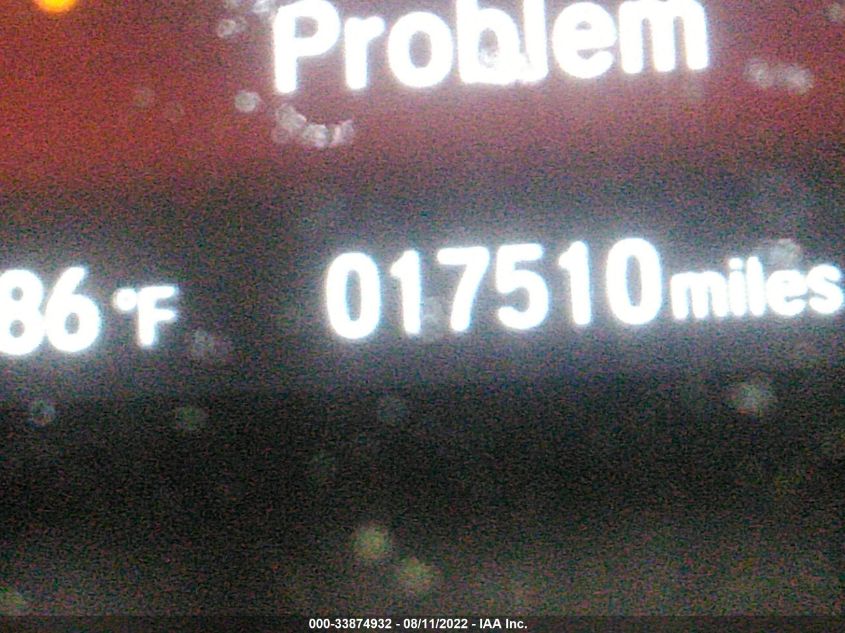 Problem
86 °F 017510 miles
000-33874932 - 08/11/2022 - IAA Inc.